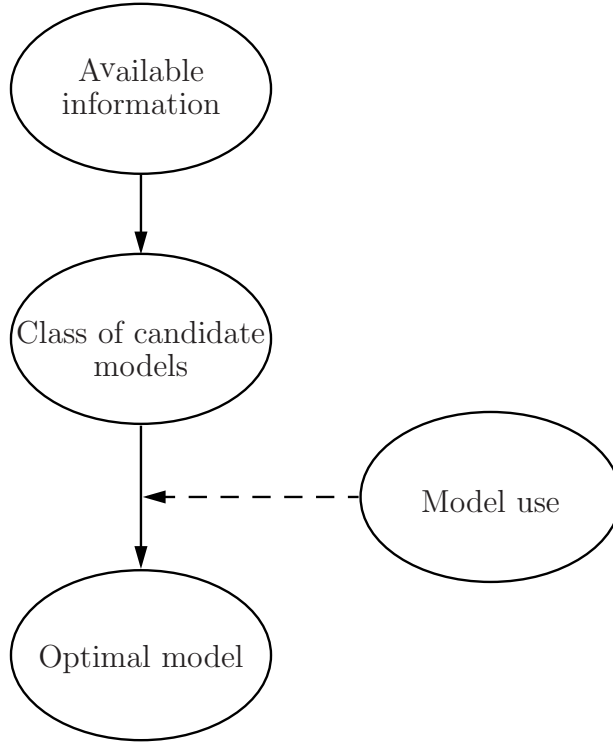 Available
information
Class of candidate
models
Model use
Optimal model